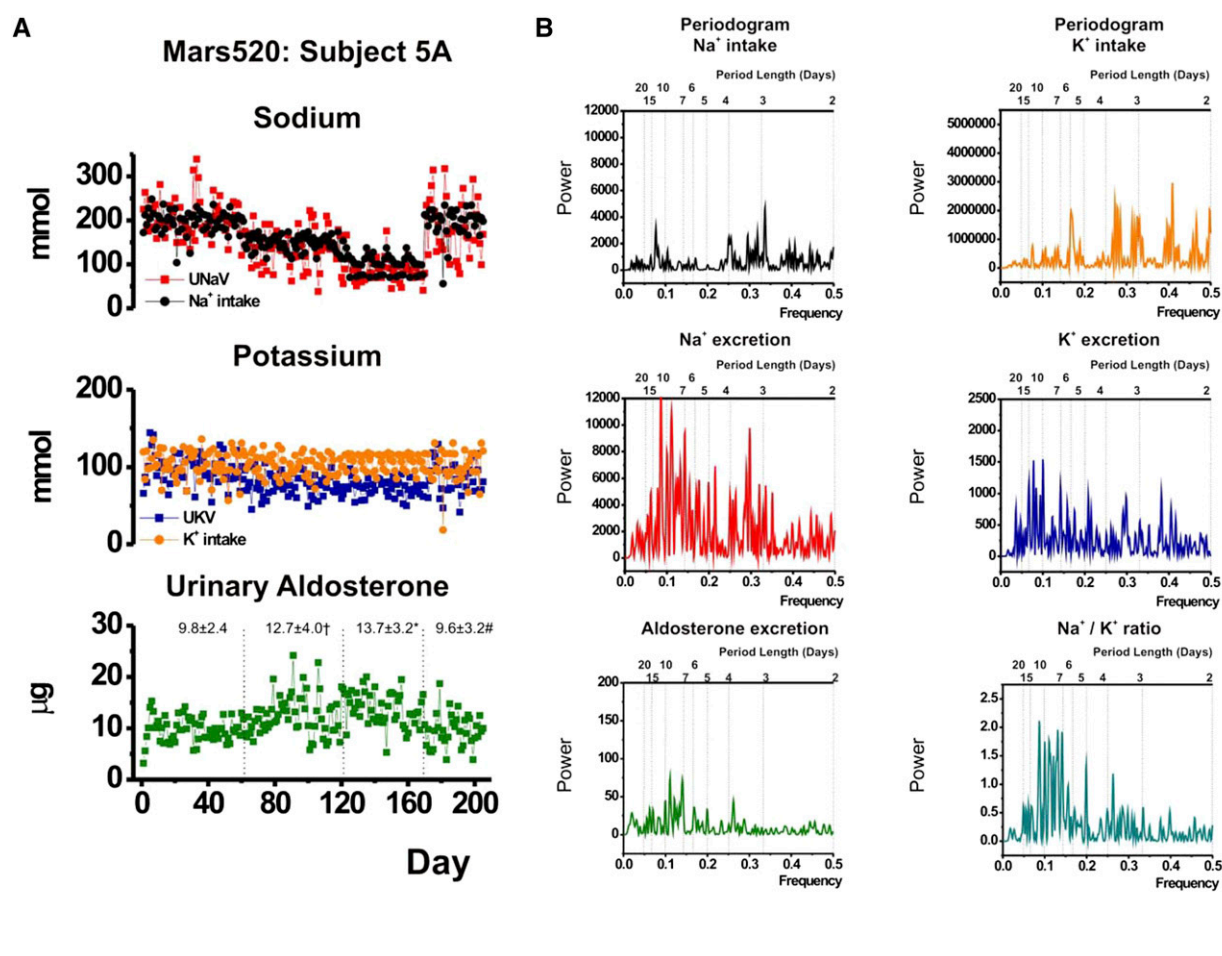 A
Mars520: Subject 5A
Sodium
300
200
100
0
mmol
UNaV
Na⁺ intake
Potassium
200
100
0
mmol
UKV
K⁺ intake
Urinary Aldosterone
30
20
10
0
µg
9.8±2.4 12.7±4.0† 13.7±3.2* 9.6±3.2#
0 40 80 120 160 200
Day
B
Periodogram
Na⁺ intake
Period Length (Days)
20 10 6
15 7 5 4 3 2
12000
10000
8000
6000
4000
2000
0
Power
0.0 0.1 0.2 0.3 0.4 0.5
Frequency
Periodogram
K⁺ intake
Period Length (Days)
20 10 6
15 7 5 4 3 2
5000000
4000000
3000000
2000000
1000000
0
Power
0.0 0.1 0.2 0.3 0.4 0.5
Frequency
Na⁺ excretion
Period Length (Days)
20 10 6
15 7 5 4 3 2
12000
10000
8000
6000
4000
2000
0
Power
0.0 0.1 0.2 0.3 0.4 0.5
Frequency
K⁺ excretion
Period Length (Days)
20 10 6
15 7 5 4 3 2
2500
2000
1500
1000
500
0
Power
0.0 0.1 0.2 0.3 0.4 0.5
Frequency
Aldosterone excretion
Period Length (Days)
20 10 6
15 7 5 4 3 2
200
150
100
50
0
Power
0.0 0.1 0.2 0.3 0.4 0.5
Frequency
Na⁺ / K⁺ ratio
Period Length (Days)
20 10 6
15 7 5 4 3 2
2.5
2.0
1.5
1.0
0.5
0.0
Power
0.0 0.1 0.2 0.3 0.4 0.5
Frequency